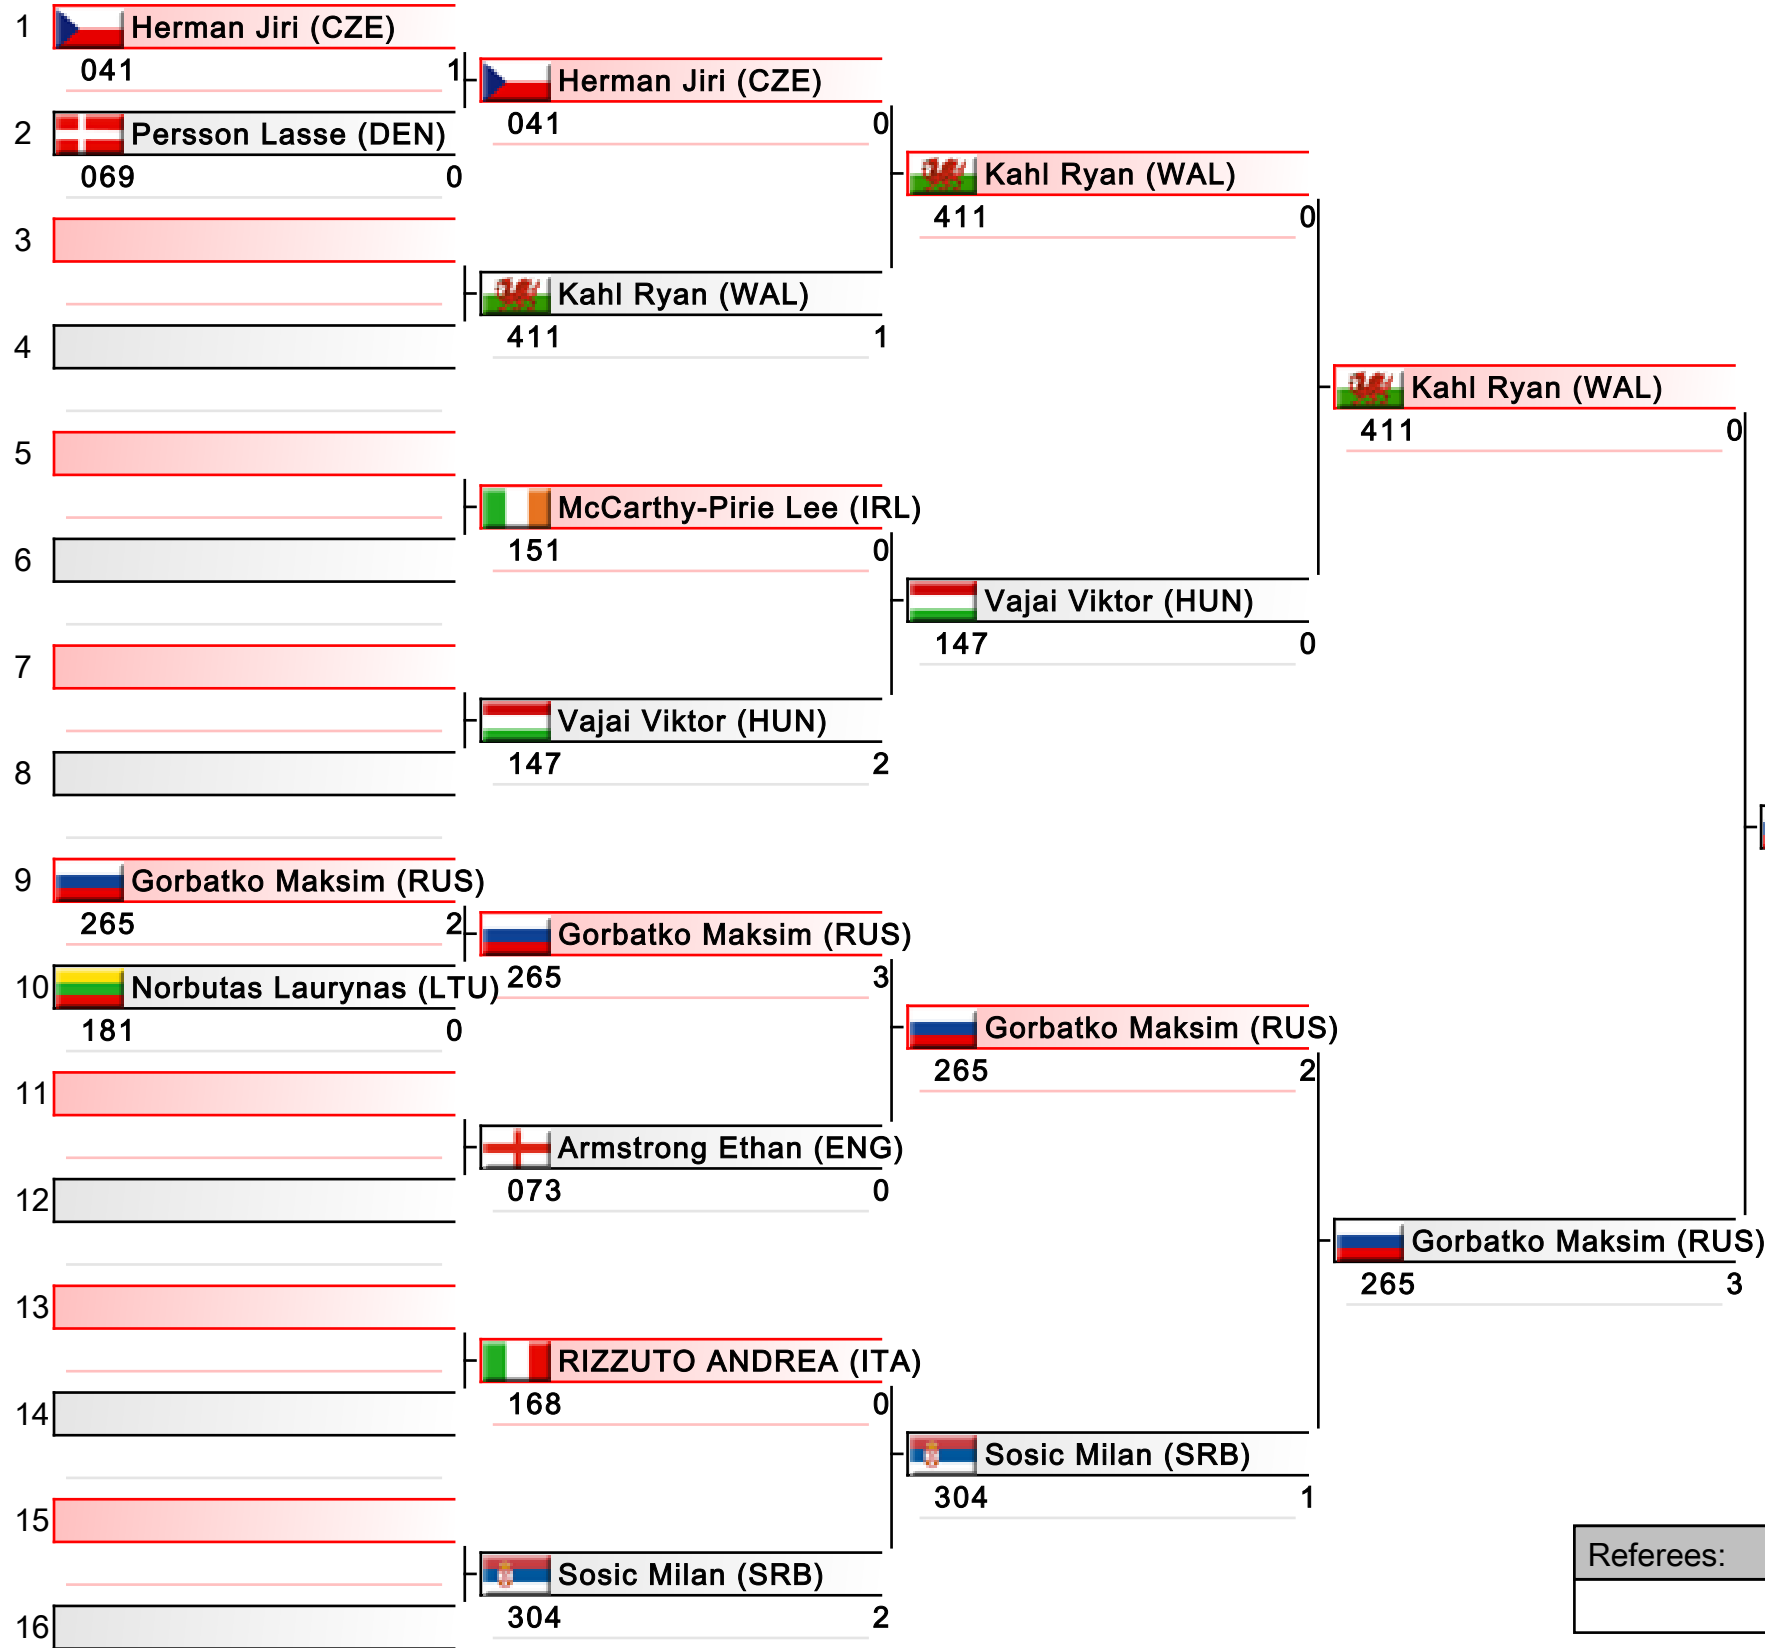 1 Herman Jiri (CZE)
041 1
2 Persson Lasse (DEN)
069 0
3
4
5
6
7
8
9 Gorbatko Maksim (RUS)
265 2
10 Norbutas Laurynas (LTU)
181 0
11
12
13
14
15
16
Herman Jiri (CZE)
041 0
Kahl Ryan (WAL)
411 1
McCarthy-Pirie Lee (IRL)
151 0
Vajai Viktor (HUN)
147 2
Gorbatko Maksim (RUS)
265 3
Armstrong Ethan (ENG)
073 0
RIZZUTO ANDREA (ITA)
168 0
Sosic Milan (SRB)
304 2
Kahl Ryan (WAL)
411 0
Vajai Viktor (HUN)
147 0
Gorbatko Maksim (RUS)
265 2
Sosic Milan (SRB)
304 1
Kahl Ryan (WAL)
411 0
Gorbatko Maksim (RUS)
265 3
Referees: